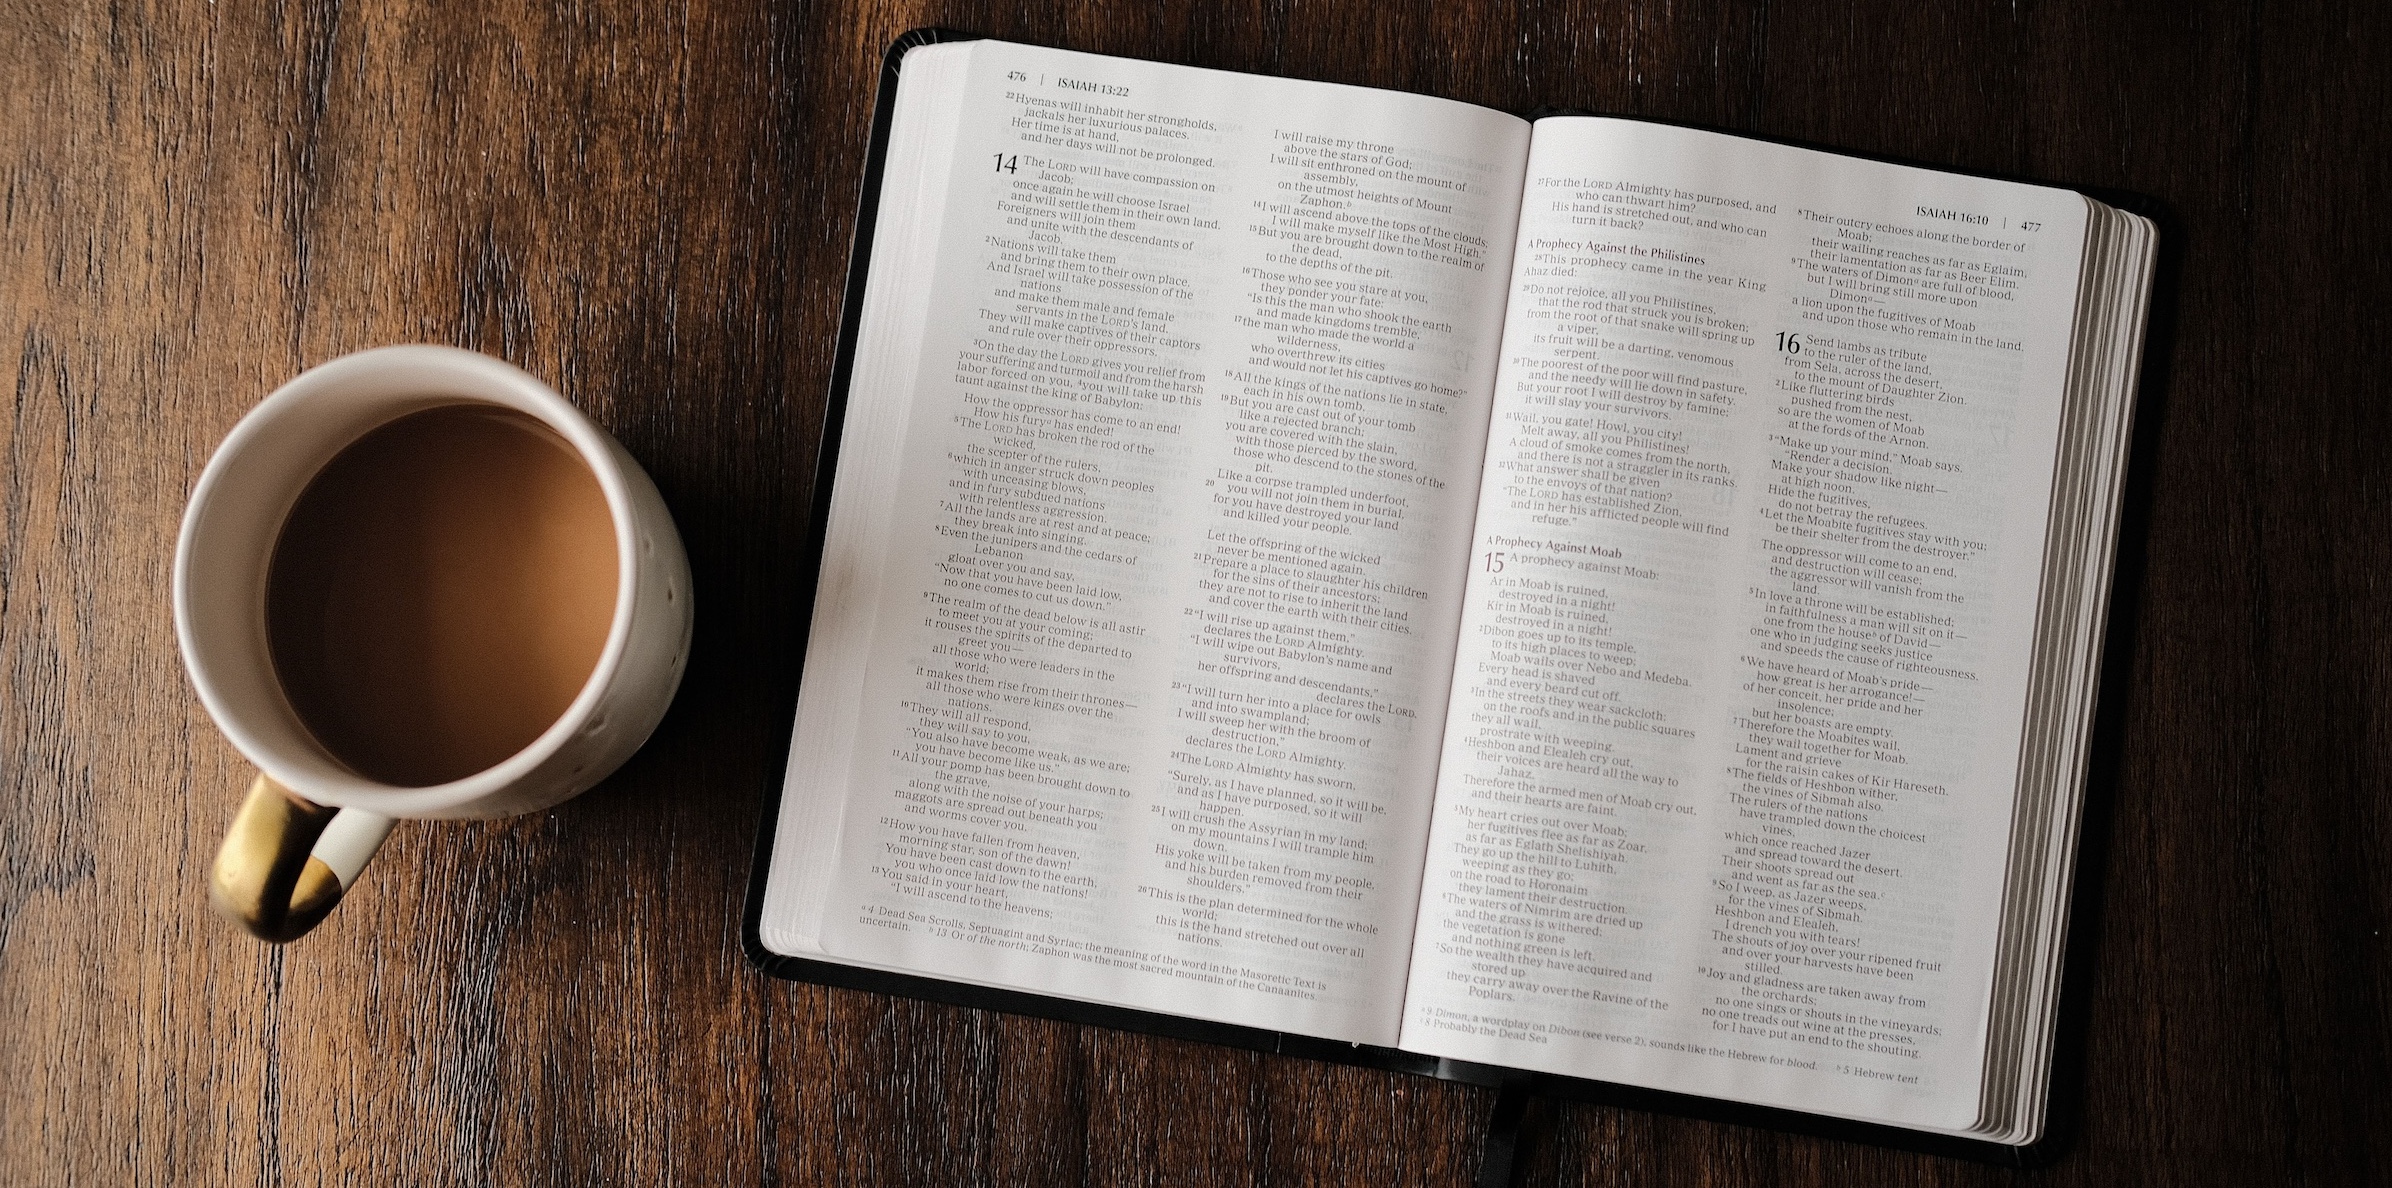 476 | ISAIAH 13:22
22 Hyenas will inhabit her strongholds,
jackals her luxurious palaces.
Her time is at hand,
and her days will not be prolonged.
14 The LORD will have compassion on
Jacob;
once again he will choose Israel
and will settle them in their own land.
Foreigners will join them
and unite with the descendants of
Jacob.
2 Nations will take them
and bring them to their own place.
And Israel will take possession of the
nations
and make them male and female
servants in the LORD's land.
They will make captives of their captors
and rule over their oppressors.
3 On the day the LORD gives you relief from
your suffering and turmoil and from the harsh
labor forced on you, 4 you will take up this
taunt against the king of Babylon:
How the oppressor has come to an end!
How his fury a has ended!
5 The LORD has broken the rod of the
wicked,
the scepter of the rulers,
6 which in anger struck down peoples
with unceasing blows,
and in fury subdued nations
with relentless aggression.
7 All the lands are at rest and at peace;
they break into singing.
8 Even the junipers and the cedars of
Lebanon
gloat over you and say,
"Now that you have been laid low,
no one comes to cut us down."
9 The realm of the dead below is all astir
to meet you at your coming;
it rouses the spirits of the departed to
greet you—
all those who were leaders in the
world;
it makes them rise from their thrones—
all those who were kings over the
nations.
10 They will all respond,
they will say to you,
"You also have become weak, as we are;
you have become like us."
11 All your pomp has been brought down to
the grave,
along with the noise of your harps;
maggots are spread out beneath you
and worms cover you.
12 How you have fallen from heaven,
morning star, son of the dawn!
You have been cast down to the earth,
you who once laid low the nations!
13 You said in your heart,
"I will ascend to the heavens;
I will raise my throne
above the stars of God;
I will sit enthroned on the mount of
assembly,
on the utmost heights of Mount
Zaphon. b
14 I will ascend above the tops of the clouds;
I will make myself like the Most High."
15 But you are brought down to the realm of
the dead,
to the depths of the pit.
16 Those who see you stare at you,
they ponder your fate:
"Is this the man who shook the earth
and made kingdoms tremble,
17 the man who made the world a
wilderness,
who overthrew its cities
and would not let his captives go home?"
18 All the kings of the nations lie in state,
each in his own tomb.
19 But you are cast out of your tomb
like a rejected branch;
you are covered with the slain,
with those pierced by the sword,
those who descend to the stones of the
pit.
Like a corpse trampled underfoot,
20 you will not join them in burial,
for you have destroyed your land
and killed your people.
Let the offspring of the wicked
never be mentioned again.
21 Prepare a place to slaughter his children
for the sins of their ancestors;
they are not to rise to inherit the land
and cover the earth with their cities.
22 "I will rise up against them,"
declares the LORD Almighty.
"I will wipe out Babylon's name and
survivors,
her offspring and descendants,"
declares the LORD.
23 "I will turn her into a place for owls
and into swampland;
I will sweep her with the broom of
destruction,"
declares the LORD Almighty.
24 The LORD Almighty has sworn,
"Surely, as I have planned, so it will be,
and as I have purposed, so it will
happen.
25 I will crush the Assyrian in my land;
on my mountains I will trample him
down.
His yoke will be taken from my people,
and his burden removed from their
shoulders."
26 This is the plan determined for the whole
world;
this is the hand stretched out over all
nations.
a 4 Dead Sea Scrolls, Septuagint and Syriac; the meaning of the word in the Masoretic Text is
uncertain. b 13 Or of the north; Zaphon was the most sacred mountain of the Canaanites.
ISAIAH 16:10 | 477
27 For the LORD Almighty has purposed, and
who can thwart him?
His hand is stretched out, and who can
turn it back?
A Prophecy Against the Philistines
28 This prophecy came in the year King
Ahaz died:
29 Do not rejoice, all you Philistines,
that the rod that struck you is broken;
from the root of that snake will spring up
a viper,
its fruit will be a darting, venomous
serpent.
30 The poorest of the poor will find pasture,
and the needy will lie down in safety.
But your root I will destroy by famine;
it will slay your survivors.
31 Wail, you gate! Howl, you city!
Melt away, all you Philistines!
A cloud of smoke comes from the north,
and there is not a straggler in its ranks.
32 What answer shall be given
to the envoys of that nation?
"The LORD has established Zion,
and in her his afflicted people will find
refuge."
A Prophecy Against Moab
15 A prophecy against Moab:
Ar in Moab is ruined,
destroyed in a night!
Kir in Moab is ruined,
destroyed in a night!
2 Dibon goes up to its temple,
to its high places to weep;
Moab wails over Nebo and Medeba.
Every head is shaved
and every beard cut off.
3 In the streets they wear sackcloth;
on the roofs and in the public squares
they all wail,
prostrate with weeping.
4 Heshbon and Elealeh cry out,
their voices are heard all the way to
Jahaz.
Therefore the armed men of Moab cry out,
and their hearts are faint.
5 My heart cries out over Moab;
her fugitives flee as far as Zoar,
as far as Eglath Shelishiyah.
They go up the hill to Luhith,
weeping as they go;
on the road to Horonaim
they lament their destruction.
6 The waters of Nimrim are dried up
and the grass is withered;
the vegetation is gone
and nothing green is left.
7 So the wealth they have acquired and
stored up
they carry away over the Ravine of the
Poplars.
8 Their outcry echoes along the border of
Moab;
their wailing reaches as far as Eglaim,
their lamentation as far as Beer Elim.
9 The waters of Dimon a are full of blood,
but I will bring still more upon
Dimon a—
a lion upon the fugitives of Moab
and upon those who remain in the land.
16 Send lambs as tribute
to the ruler of the land,
from Sela, across the desert,
to the mount of Daughter Zion.
2 Like fluttering birds
pushed from the nest,
so are the women of Moab
at the fords of the Arnon.
3 "Make up your mind," Moab says.
"Render a decision.
Make your shadow like night—
at high noon.
Hide the fugitives,
do not betray the refugees.
4 Let the Moabite fugitives stay with you;
be their shelter from the destroyer."
The oppressor will come to an end,
and destruction will cease;
the aggressor will vanish from the
land.
5 In love a throne will be established;
in faithfulness a man will sit on it—
one from the house b of David—
one who in judging seeks justice
and speeds the cause of righteousness.
6 We have heard of Moab's pride—
how great is her arrogance!—
of her conceit, her pride and her
insolence;
but her boasts are empty.
7 Therefore the Moabites wail,
they wail together for Moab.
Lament and grieve
for the raisin cakes of Kir Hareseth.
8 The fields of Heshbon wither,
the vines of Sibmah also.
The rulers of the nations
have trampled down the choicest
vines,
which once reached Jazer
and spread toward the desert.
Their shoots spread out
and went as far as the sea. c
9 So I weep, as Jazer weeps,
for the vines of Sibmah.
Heshbon and Elealeh,
I drench you with tears!
The shouts of joy over your ripened fruit
and over your harvests have been
stilled.
10 Joy and gladness are taken away from
the orchards;
no one sings or shouts in the vineyards;
no one treads out wine at the presses,
for I have put an end to the shouting.
a 9 Dimon, a wordplay on Dibon (see verse 2), sounds like the Hebrew for blood. b 5 Hebrew tent
c 8 Probably the Dead Sea